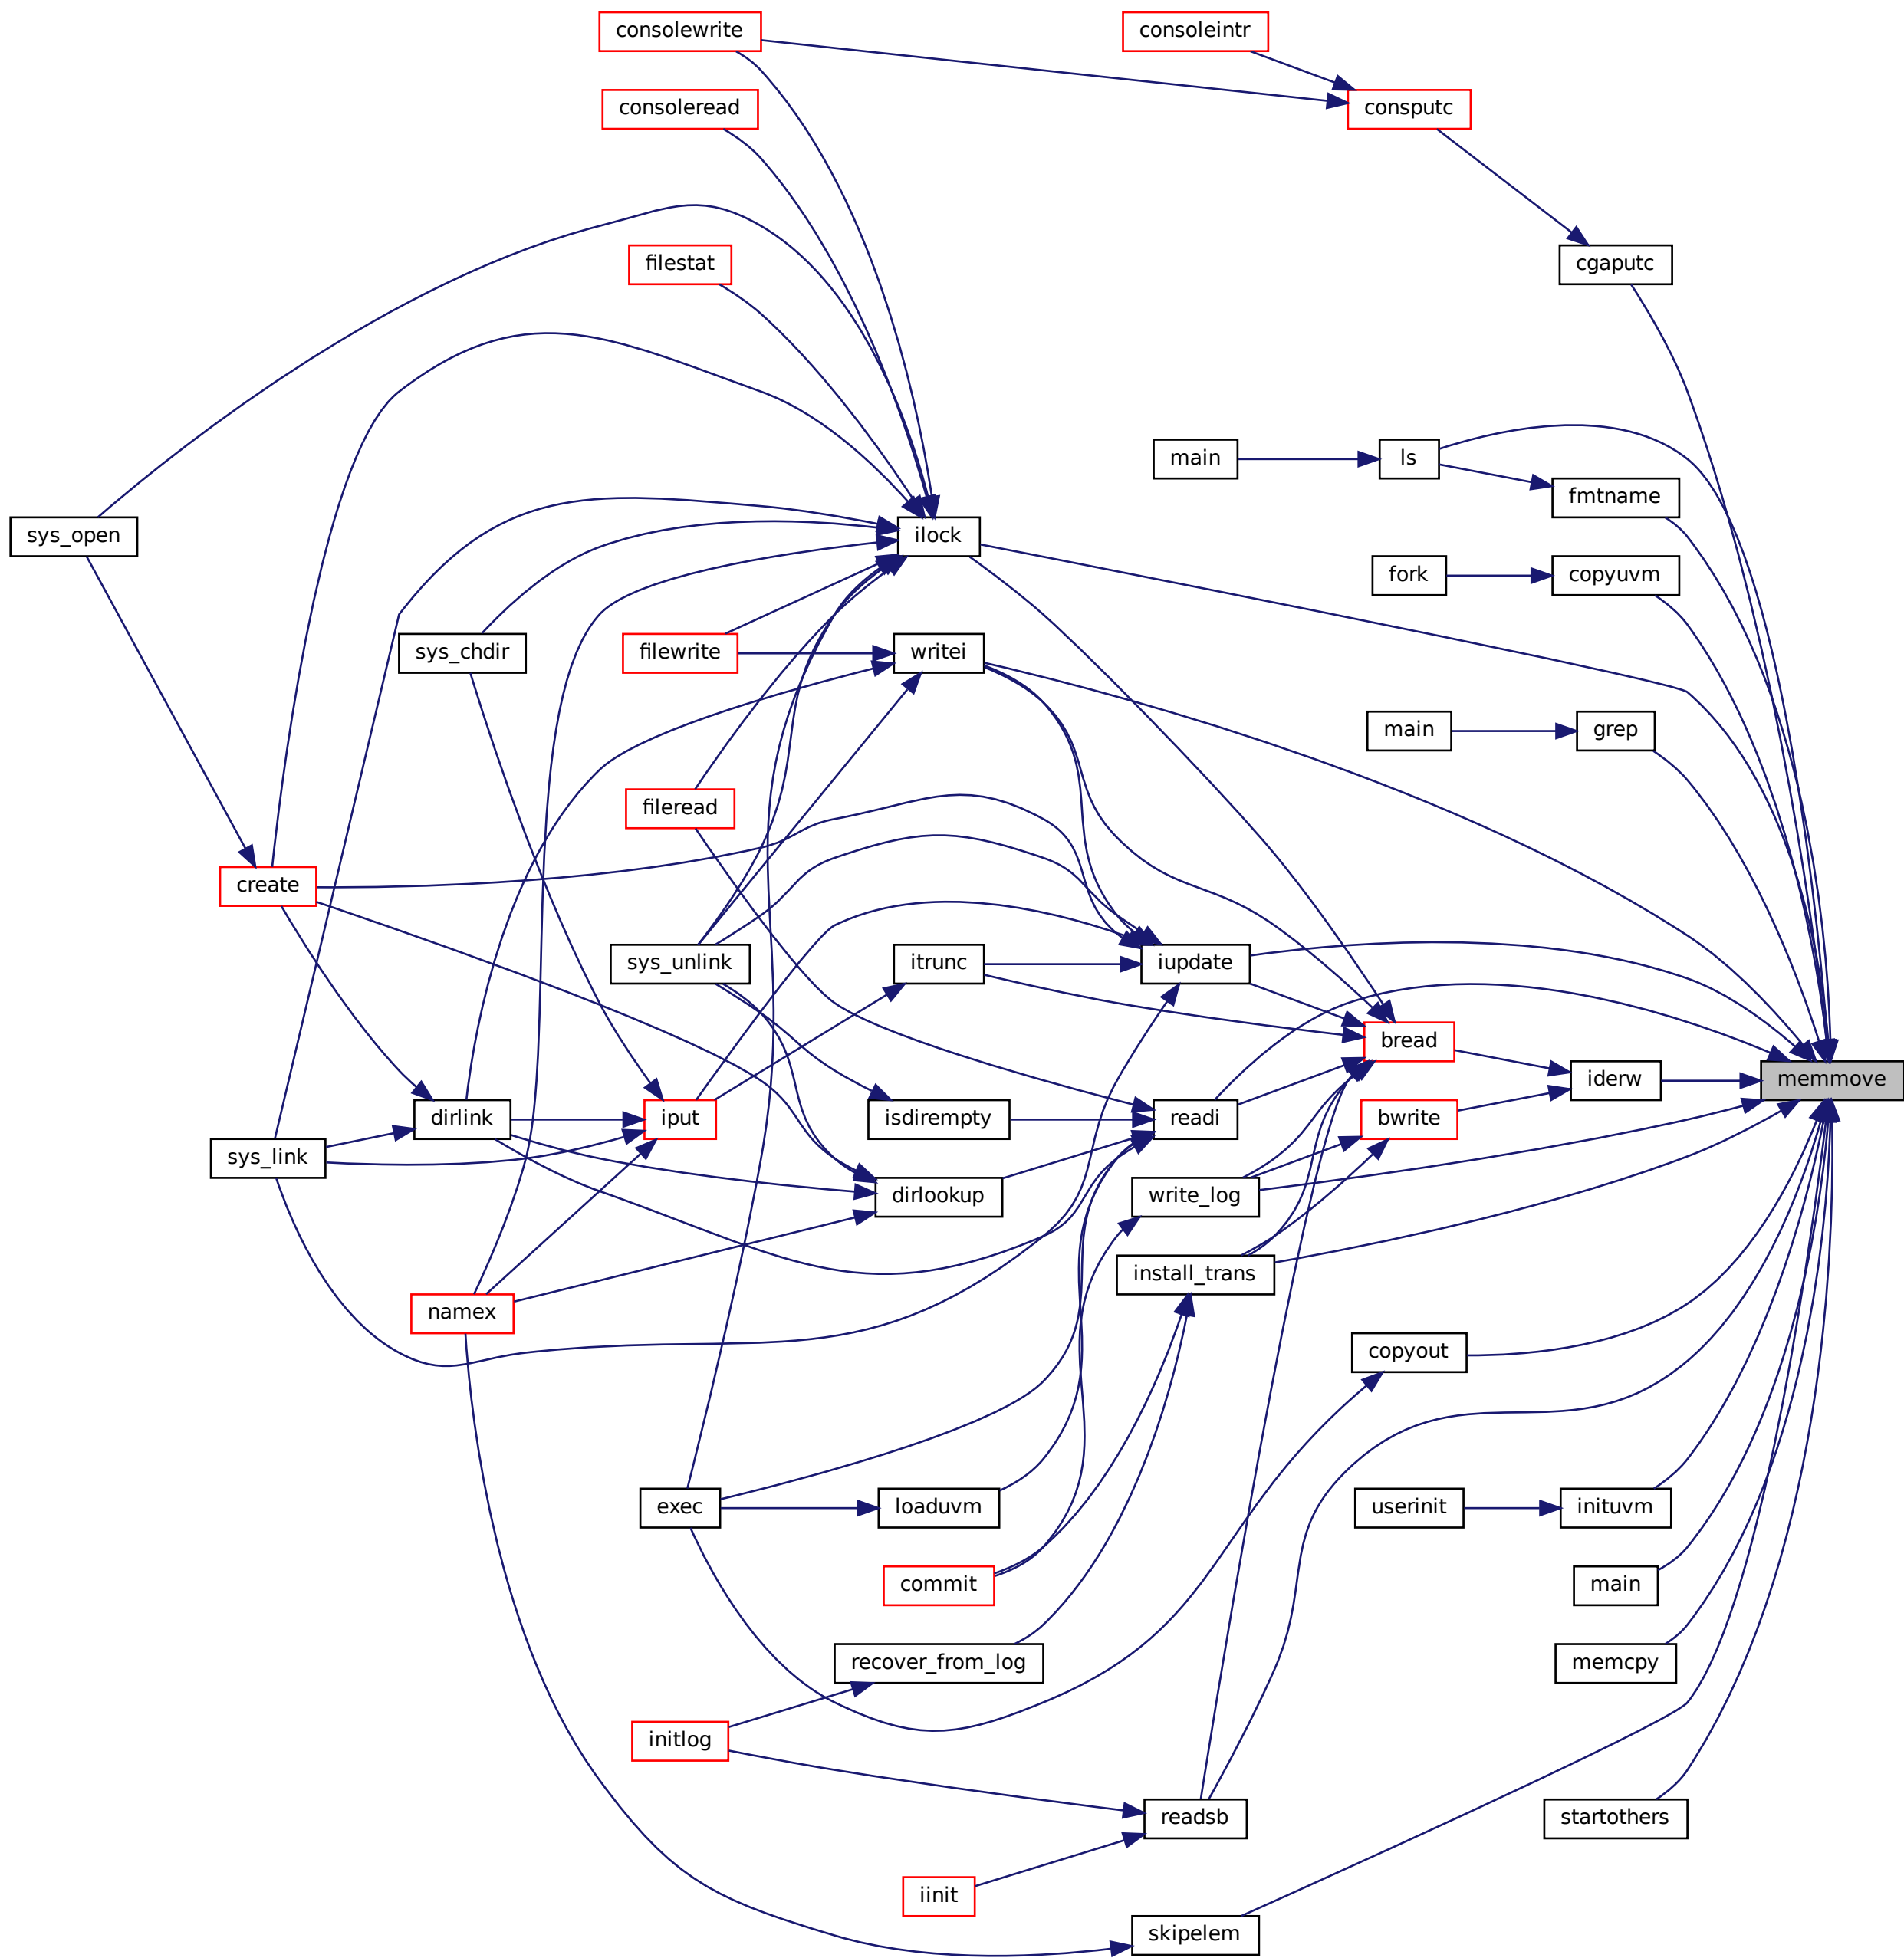 consolewrite
consoleintr
consoleread
consputc
filestat
cgaputc
main
ls
fmtname
sys_open
ilock
fork
copyuvm
sys_chdir
filewrite
writei
main
grep
fileread
create
sys_unlink
itrunc
iupdate
bread
iderw
memmove
dirlink
iput
isdirempty
readi
bwrite
sys_link
dirlookup
write_log
install_trans
namex
copyout
exec
loaduvm
userinit
inituvm
commit
main
recover_from_log
memcpy
initlog
readsb
startothers
iinit
skipelem